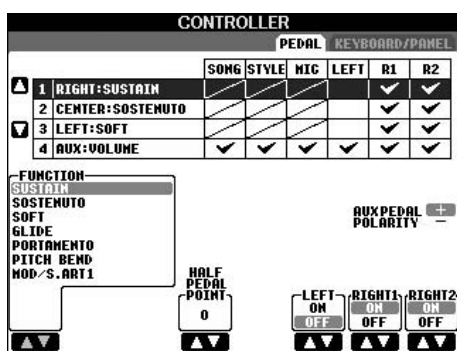 CONTROLLER
PEDAL KEYBOARD/PANEL
SONG STYLE MIC LEFT R1 R2
1 RIGHT:SUSTAIN
2 CENTER:SOSTENUTO
3 LEFT:SOFT
4 AUX:VOLUME
FUNCTION
SUSTAIN
SOSTENUTO
SOFT
GLIDE
PORTAMENTO
PITCH BEND
MOD/S.ART1
AUX PEDAL +
POLARITY −
HALF
PEDAL
POINT
0
LEFT RIGHT1 RIGHT2
ON ON ON
OFF OFF OFF